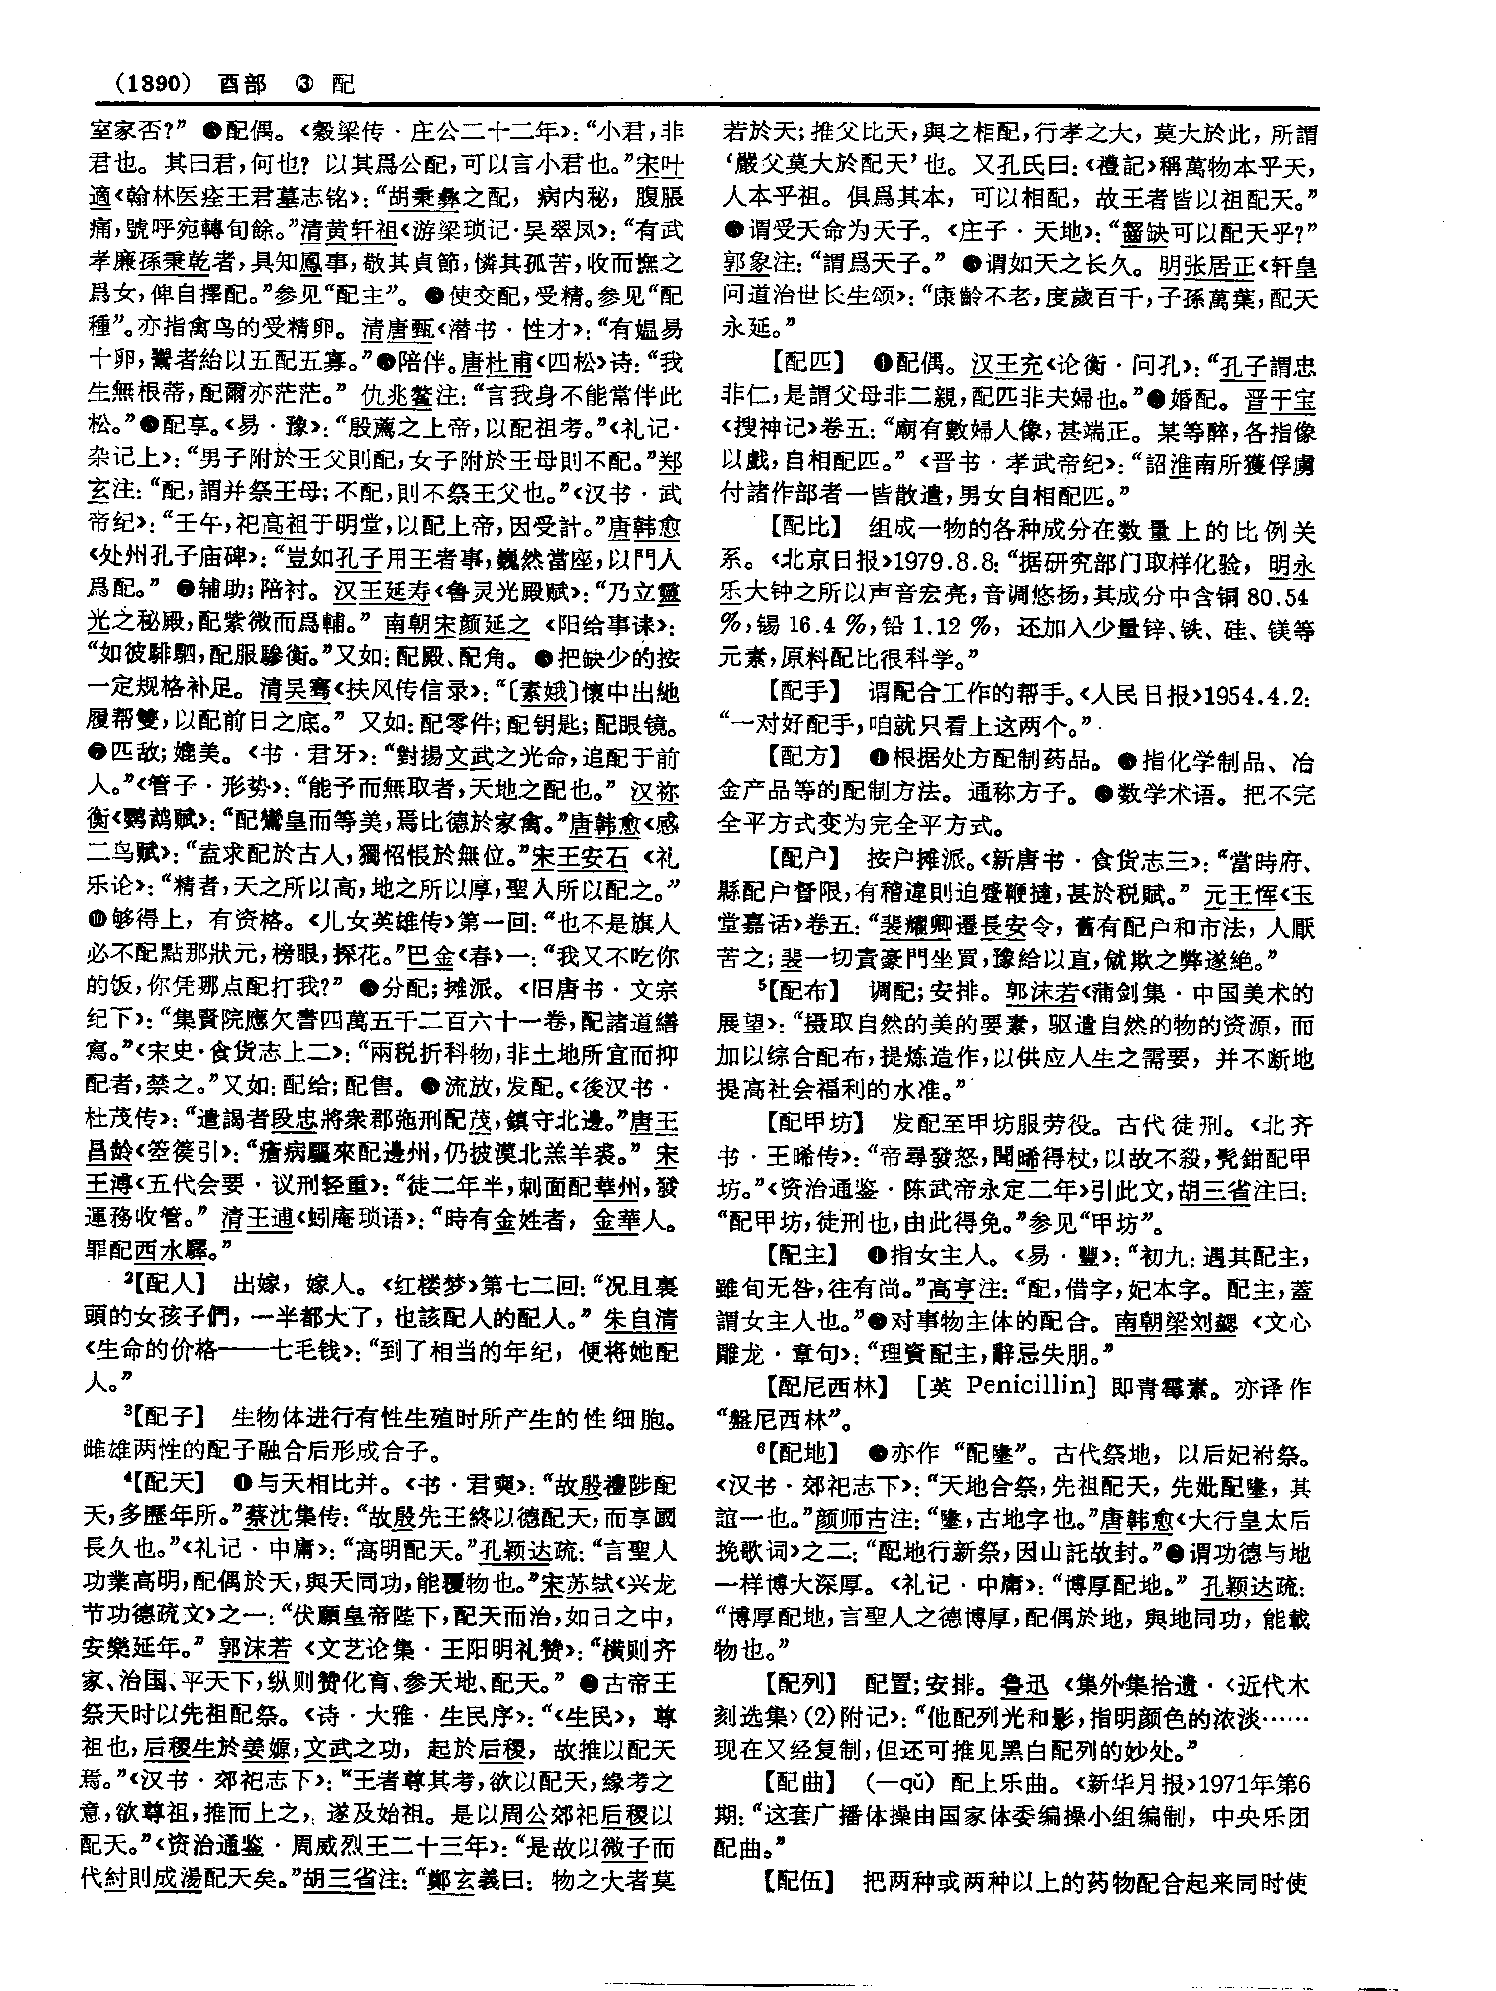 （1890） 酉部 ③ 配
室家否？” ❷配偶。《穀梁传·庄公二十二年》：“小君，非
君也。其曰君，何也？以其爲公配，可以言小君也。”宋叶
適《翰林医痊王君墓志铭》：“胡秉彝之配，病内秘，腹脹
痛，號呼宛轉旬餘。”清黄轩祖《游梁琐记·吴翠凤》：“有武
孝廉孫秉乾者，具知鳳事，敬其貞節，憐其孤苦，收而撫之
爲女，俾自擇配。”参见“配主”。❸使交配，受精。参见“配
種”。亦指禽鸟的受精卵。清唐甄《潜书·性才》：“有媪易
十卵，鬻者紿以五配五寡。”❹陪伴。唐杜甫《四松》诗：“我
生無根蒂，配爾亦茫茫。” 仇兆鳌注：“言我身不能常伴此
松。”❺配享。《易·豫》：“殷薦之上帝，以配祖考。”《礼记·
杂记上》：“男子附於王父則配，女子附於王母則不配。”郑
玄注：“配，謂并祭王母；不配，則不祭王父也。”《汉书·武
帝纪》：“壬午，祀高祖于明堂，以配上帝，因受計。”唐韩愈
《处州孔子庙碑》：“豈如孔子用王者事，巍然當座，以門人
爲配。” ❻辅助；陪衬。汉王延寿《鲁灵光殿赋》：“乃立靈
光之秘殿，配紫微而爲輔。” 南朝宋颜延之《阳给事诔》：
“如彼騑駟，配服驂衡。”又如：配殿、配角。❽把缺少的按
一定规格补足。清吴骞《扶风传信录》：“〔素娥〕懷中出紽
履帮雙，以配前日之底。” 又如：配零件；配钥匙；配眼镜。
❾匹敌；媲美。《书·君牙》：“對揚文武之光命，追配于前
人。”《管子·形势》：“能予而無取者，天地之配也。” 汉祢
衡《鹦鹉赋》：“配鸞皇而等美，焉比德於家禽。”唐韩愈《感
二鸟赋》：“盍求配於古人，獨怊悵於無位。”宋王安石《礼
乐论》：“精者，天之所以高，地之所以厚，聖人所以配之。”
❿够得上，有资格。《儿女英雄传》第一回：“也不是旗人
必不配點那狀元，榜眼，探花。”巴金《春》一：“我又不吃你
的饭，你凭那点配打我？” ⓫分配；摊派。《旧唐书·文宗
纪下》：“集賢院應欠書四萬五千二百六十一卷，配諸道繕
寫。”《宋史·食货志上二》：“兩税折科物，非土地所宜而抑
配者，禁之。”又如：配给；配售。⓬流放，发配。《後汉书·
杜茂传》：“遣謁者段忠將衆郡弛刑配茂，鎮守北邊。”唐王
昌龄《箜篌引》：“瘡病驅來配邊州，仍披漠北羔羊裘。” 宋
王溥《五代会要·议刑轻重》：“徒二年半，刺面配華州，發
運務收管。” 清王逋《蚓庵琐语》：“時有金姓者，金華人。
罪配西水驛。”
²【配人】 出嫁，嫁人。《红楼梦》第七二回：“况且裏
頭的女孩子們，一半都大了，也該配人的配人。” 朱自清
《生命的价格——七毛钱》：“到了相当的年纪，便将她配
人。”
³【配子】 生物体进行有性生殖时所产生的性细胞。
雌雄两性的配子融合后形成合子。
⁴【配天】 ❶与天相比并。《书·君奭》：“故殷禮陟配
天，多歷年所。”蔡沈集传：“故殷先王終以德配天，而享國
長久也。”《礼记·中庸》：“高明配天。”孔颖达疏：“言聖人
功業高明，配偶於天，與天同功，能覆物也。”宋苏轼《兴龙
节功德疏文》之一：“伏願皇帝陛下，配天而治，如日之中，
安樂延年。” 郭沫若《文艺论集·王阳明礼赞》：“横则齐
家、治国、平天下，纵则赞化育、参天地、配天。” ❷古帝王
祭天时以先祖配祭。《诗·大雅·生民序》：“《生民》，尊
祖也，后稷生於姜嫄，文武之功，起於后稷，故推以配天
焉。”《汉书·郊祀志下》：“王者尊其考，欲以配天，缘考之
意，欲尊祖，推而上之，遂及始祖。是以周公郊祀后稷以
配天。”《资治通鉴·周威烈王二十三年》：“是故以微子而
代紂則成湯配天矣。”胡三省注：“鄭玄義曰：物之大者莫
若於天；推父比天，與之相配，行孝之大，莫大於此，所謂
‘嚴父莫大於配天’也。又孔氏曰：《禮記》稱萬物本乎天，
人本乎祖。俱爲其本，可以相配，故王者皆以祖配天。”
❸谓受天命为天子。《庄子·天地》：“齧缺可以配天乎？”
郭象注：“謂爲天子。” ❹谓如天之长久。明张居正《轩皇
问道治世长生颂》：“康齡不老，度歲百千，子孫萬葉，配天
永延。”
【配匹】 ❶配偶。汉王充《论衡·问孔》：“孔子謂忠
非仁，是謂父母非二親，配匹非夫婦也。”❷婚配。晋干宝
《搜神记》卷五：“廟有數婦人像，甚端正。某等醉，各指像
以戲，自相配匹。”《晋书·孝武帝纪》：“詔淮南所獲俘虜
付諸作部者一皆散遣，男女自相配匹。”
【配比】 组成一物的各种成分在数量上的比例关
系。《北京日报》1979.8.8：“据研究部门取样化验，明永
乐大钟之所以声音宏亮，音调悠扬，其成分中含铜80.54
％，锡16.4％，铅1.12％，还加入少量锌、铁、硅、镁等
元素，原料配比很科学。”
【配手】 谓配合工作的帮手。《人民日报》1954.4.2：
“一对好配手，咱就只看上这两个。”
【配方】 ❶根据处方配制药品。❷指化学制品、冶
金产品等的配制方法。通称方子。❸数学术语。把不完
全平方式变为完全平方式。
【配户】 按户摊派。《新唐书·食货志三》：“當時府、
縣配户督限，有稽違則迫蹙鞭撻，甚於税赋。” 元王恽《玉
堂嘉话》卷五：“裴耀卿遷長安令，舊有配户和市法，人厭
苦之；裴一切責豪門坐買，豫給以直，僦欺之弊遂絶。”
⁵【配布】 调配；安排。郭沫若《蒲剑集·中国美术的
展望》：“摄取自然的美的要素，驱遣自然的物的资源，而
加以综合配布，提炼造作，以供应人生之需要，并不断地
提高社会福利的水准。”
【配甲坊】 发配至甲坊服劳役。古代徒刑。《北齐
书·王晞传》：“帝尋發怒，聞晞得杖，以故不殺，髡鉗配甲
坊。”《资治通鉴·陈武帝永定二年》引此文，胡三省注曰：
“配甲坊，徒刑也，由此得免。”参见“甲坊”。
【配主】 ❶指女主人。《易·豐》：“初九：遇其配主，
雖旬无咎，往有尚。”高亨注：“配，借字，妃本字。配主，蓋
謂女主人也。”❷对事物主体的配合。南朝梁刘勰《文心
雕龙·章句》：“理資配主，辭忌失朋。”
【配尼西林】 [英 Penicillin] 即青霉素。亦译作
“盤尼西林”。
⁶【配地】 ❶亦作“配墬”。古代祭地，以后妃祔祭。
《汉书·郊祀志下》：“天地合祭，先祖配天，先妣配墬，其
誼一也。”颜师古注：“墬，古地字也。”唐韩愈《大行皇太后
挽歌词》之二：“配地行新祭，因山託故封。”❷谓功德与地
一样博大深厚。《礼记·中庸》：“博厚配地。” 孔颖达疏：
“博厚配地，言聖人之德博厚，配偶於地，與地同功，能載
物也。”
【配列】 配置；安排。鲁迅《集外集拾遗·〈近代木
刻选集〉(2)附记》：“他配列光和影，指明颜色的浓淡……
现在又经复制，但还可推见黑白配列的妙处。”
【配曲】 （一qǔ）配上乐曲。《新华月报》1971年第6
期：“这套广播体操由国家体委编操小组编制，中央乐团
配曲。”
【配伍】 把两种或两种以上的药物配合起来同时使